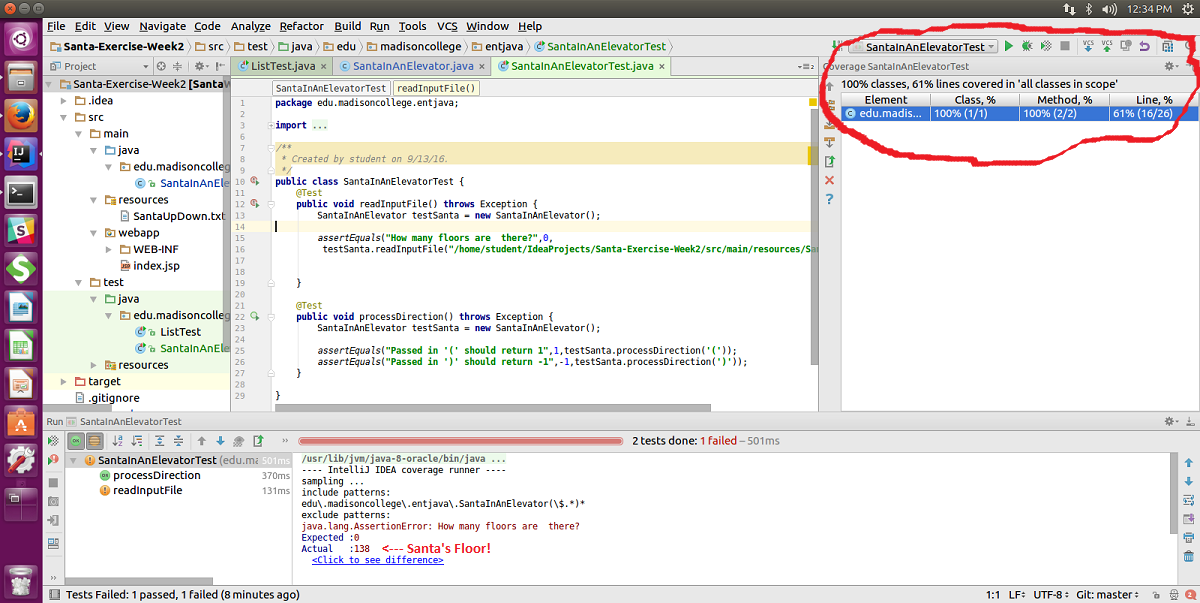 12:34 PM
File Edit View Navigate Code Analyze Refactor Build Run Tools VCS Window Help
Santa-Exercise-Week2 src test java edu madisoncollege entjava SantaInAnElevatorTest
SantaInAnElevatorTest
Project
ListTest.java × SantaInAnElevator.java × SantaInAnElevatorTest.java ×
Coverage SantaInAnElevatorTest
Santa-Exercise-Week2 [Santa
.idea
src
main
java
edu.madisoncolleg
SantaInAnEle
resources
SantaUpDown.txt
webapp
WEB-INF
index.jsp
test
java
edu.madisoncolleg
ListTest
SantaInAnEle
resources
target
.gitignore
SantaInAnElevatorTest readInputFile()
1 package edu.madisoncollege.entjava;
2
3 import ...
6
7 /**
8 * Created by student on 9/13/16.
9 */
10 public class SantaInAnElevatorTest {
11 @Test
12 public void readInputFile() throws Exception {
13 SantaInAnElevator testSanta = new SantaInAnElevator();
14
15 assertEquals("How many floors are  there?",0,
16 testSanta.readInputFile("/home/student/IdeaProjects/Santa-Exercise-Week2/src/main/resources/Sa
17
18
19 }
20
21 @Test
22 public void processDirection() throws Exception {
23 SantaInAnElevator testSanta = new SantaInAnElevator();
24
25 assertEquals("Passed in '(' should return 1",1,testSanta.processDirection('('));
26 assertEquals("Passed in ')' should return -1",-1,testSanta.processDirection(')'));
27 }
28
29 }
100% classes, 61% lines covered in 'all classes in scope'
Element Class, % Method, % Line, %
edu.madis... 100% (1/1) 100% (2/2) 61% (16/26)
Run SantaInAnElevatorTest
2 tests done: 1 failed – 501ms
SantaInAnElevatorTest (edu.ma 501ms
processDirection 370ms
readInputFile 131ms
/usr/lib/jvm/java-8-oracle/bin/java ...
---- IntelliJ IDEA coverage runner ----
sampling ...
include patterns:
edu\.madisoncollege\.entjava\.SantaInAnElevator(\$.*)*
exclude patterns:
java.lang.AssertionError: How many floors are  there?
Expected :0
Actual   :138 <--- Santa's Floor!
<Click to see difference>
Tests Failed: 1 passed, 1 failed (8 minutes ago)
1:1 LF÷ UTF-8÷ Git: master÷